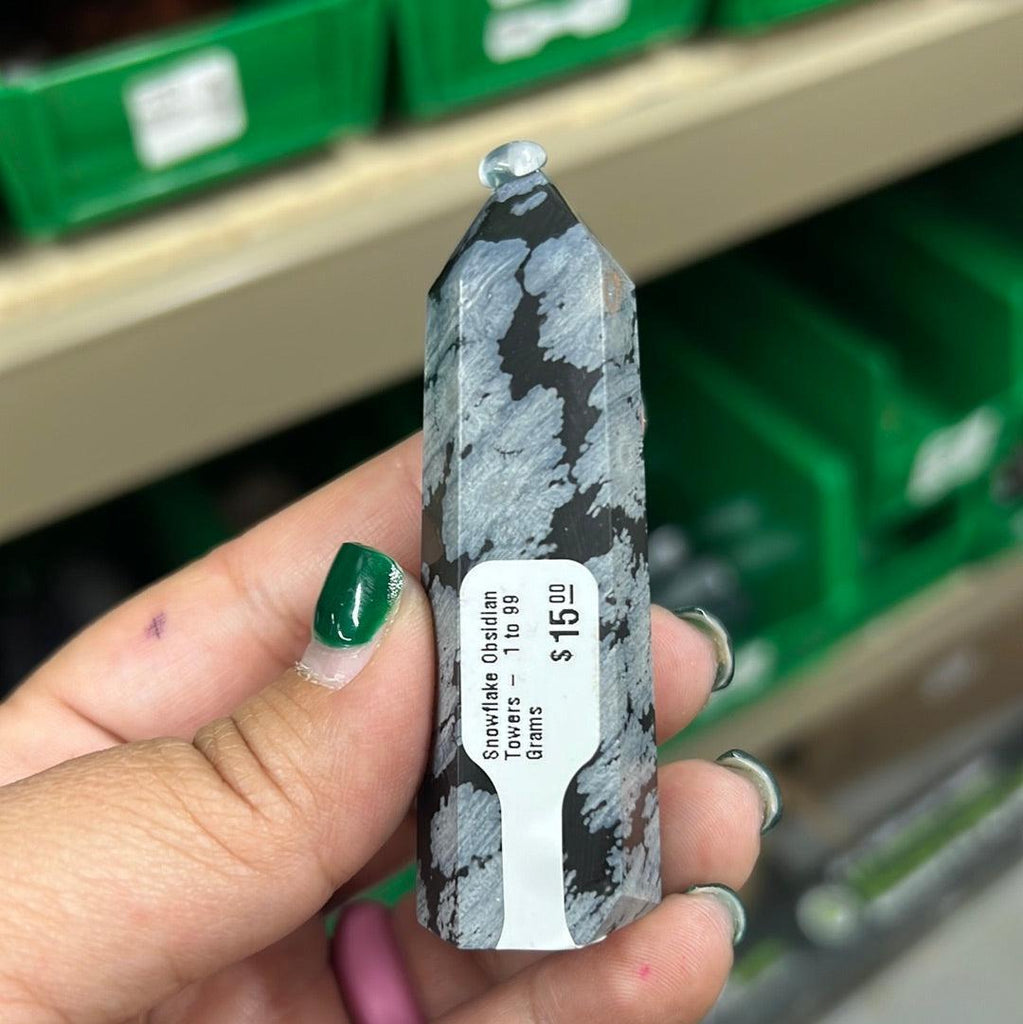 Snowflake Obsidian
Towers - 1 to 99
Grams
$15.00